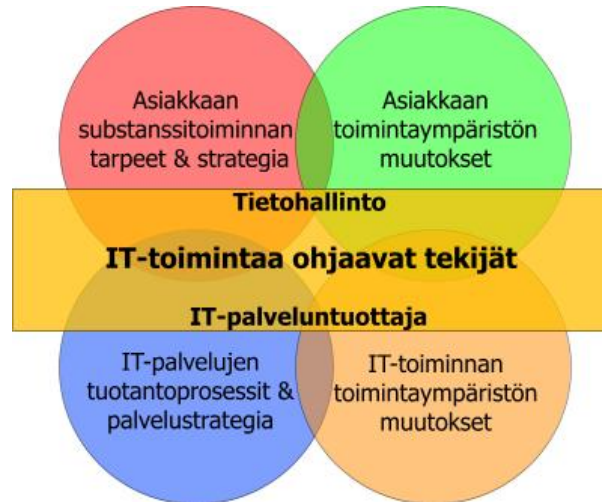 Asiakkaan
substanssitoiminnan
tarpeet & strategia
Asiakkaan
toimintaympäristön
muutokset
Tietohallinto
IT-toimintaa ohjaavat tekijät
IT-palveluntuottaja
IT-palvelujen
tuotantoprosessit &
palvelustrategia
IT-toiminnan
toimintaympäristön
muutokset